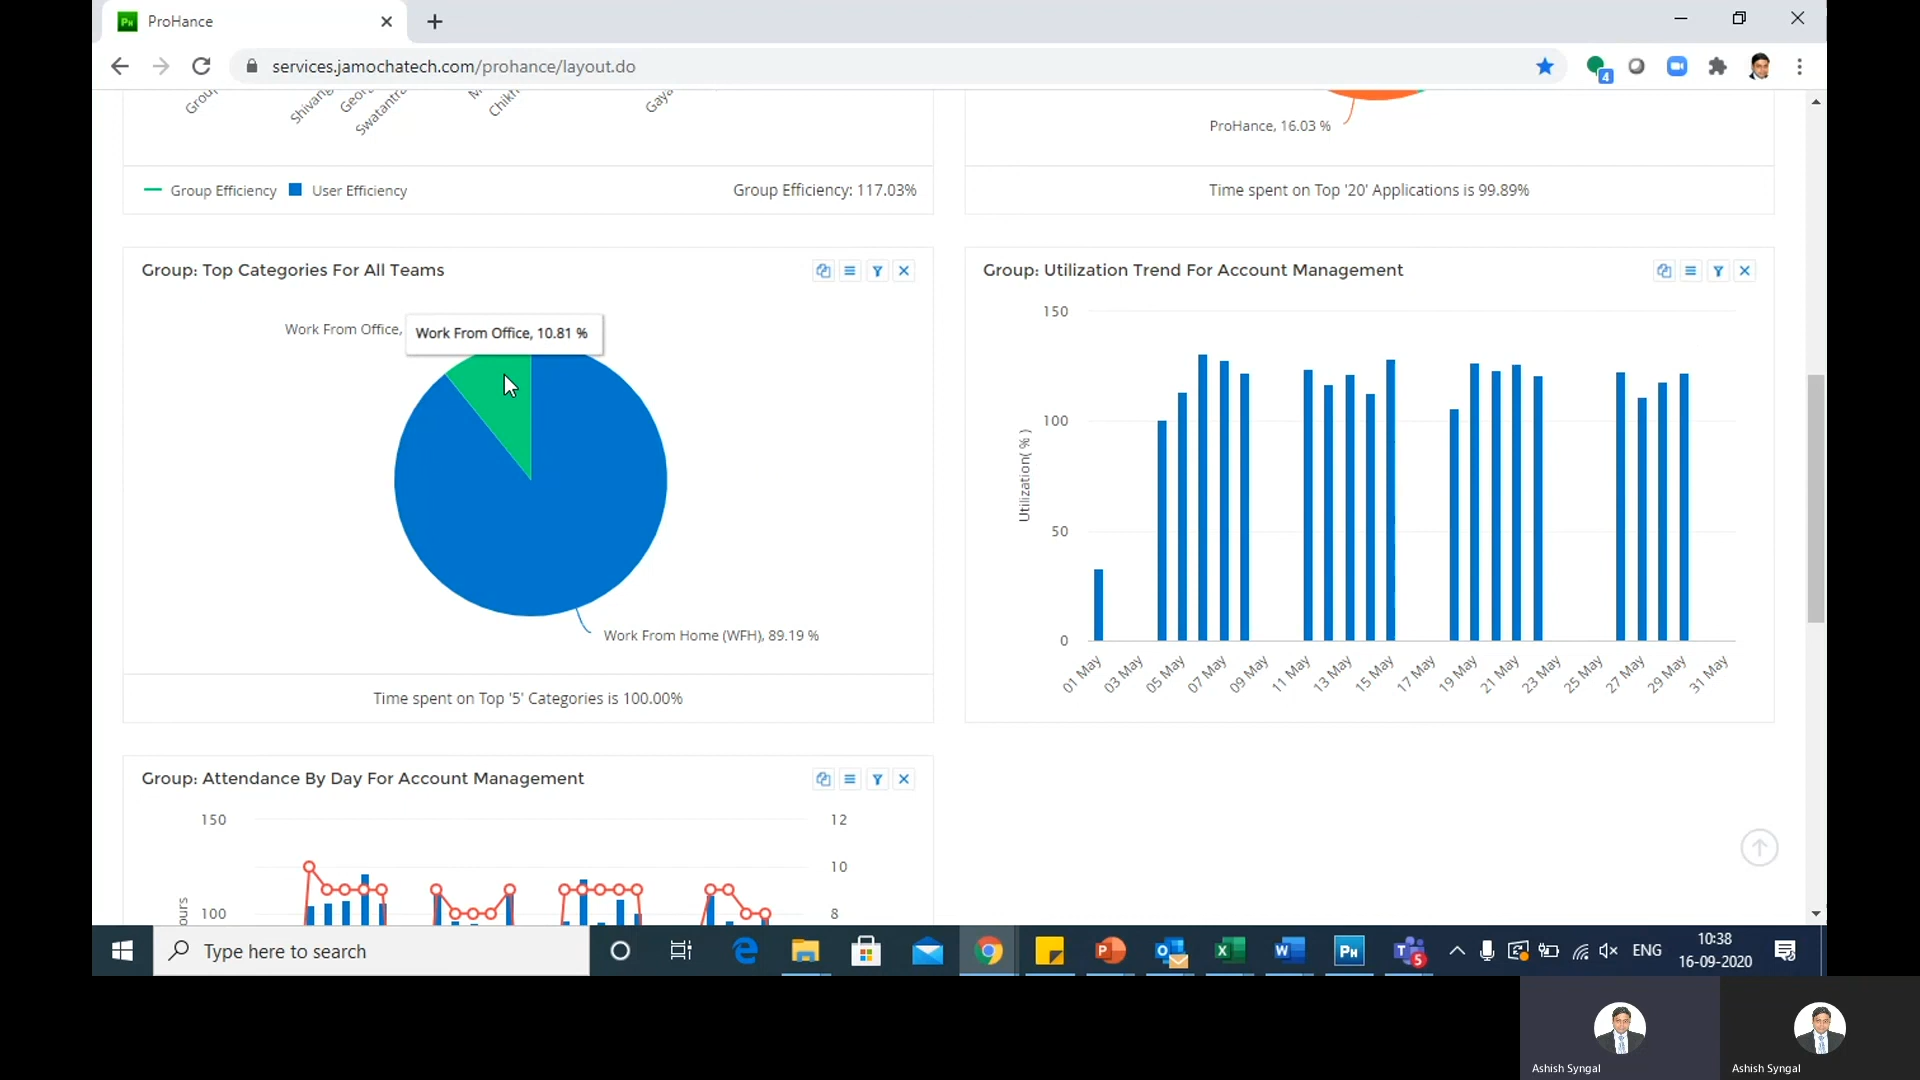 ProHance
services.jamochatech.com/prohance/layout.do
4
Swatantra
ProHance, 16.03 %
Group Efficiency
User Efficiency
Group Efficiency: 117.03%
Time spent on Top '20' Applications is 99.89%
Group: Top Categories For All Teams
Work From Office,
Work From Office, 10.81 %
Work From Home (WFH), 89.19 %
Time spent on Top '5' Categories is 100.00%
Group: Utilization Trend For Account Management
150
100
50
0
Utilization( % )
01 May
03 May
05 May
07 May
09 May
11 May
13 May
15 May
17 May
19 May
21 May
23 May
25 May
27 May
29 May
31 May
Group: Attendance By Day For Account Management
150
100
12
10
8
Type here to search
PH
5
ENG
10:38
16-09-2020
Ashish Syngal
Ashish Syngal